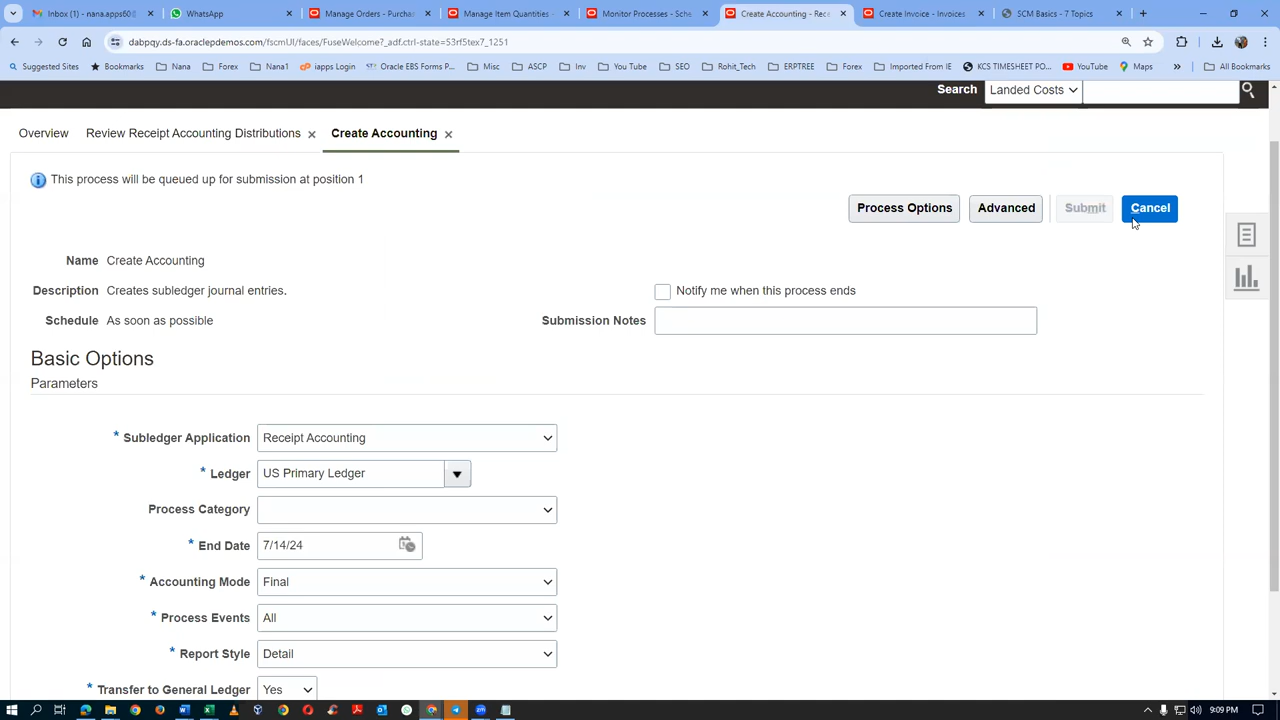 Inbox (1) - nana.apps60@
WhatsApp
Manage Orders - Purcha
Manage Item Quantities -
Monitor Processes - Sche
Create Accounting - Rece
Create Invoice - Invoices
SCM Basics - 7 Topics
dabpqy.ds-fa.oraclepdemos.com/fscmUI/faces/FuseWelcome?_adf.ctrl-state=53rf5tex7_1251
Suggested Sites
Bookmarks
Nana
Forex
Nana1
iapps Login
Oracle EBS Forms P...
Misc
ASCP
Inv
You Tube
SEO
Rohit_Tech
ERPTREE
Forex
Imported From IE
KCS TIMESHEET PO...
YouTube
Maps
»
All Bookmarks
Search Landed Costs
Overview
Review Receipt Accounting Distributions
Create Accounting
This process will be queued up for submission at position 1
Process Options
Advanced
Submit
Cancel
Name Create Accounting
Description Creates subledger journal entries.
Notify me when this process ends
Schedule As soon as possible
Submission Notes
Basic Options
Parameters
* Subledger Application Receipt Accounting
* Ledger US Primary Ledger
Process Category
* End Date 7/14/24
* Accounting Mode Final
* Process Events All
* Report Style Detail
* Transfer to General Ledger Yes
9:09 PM